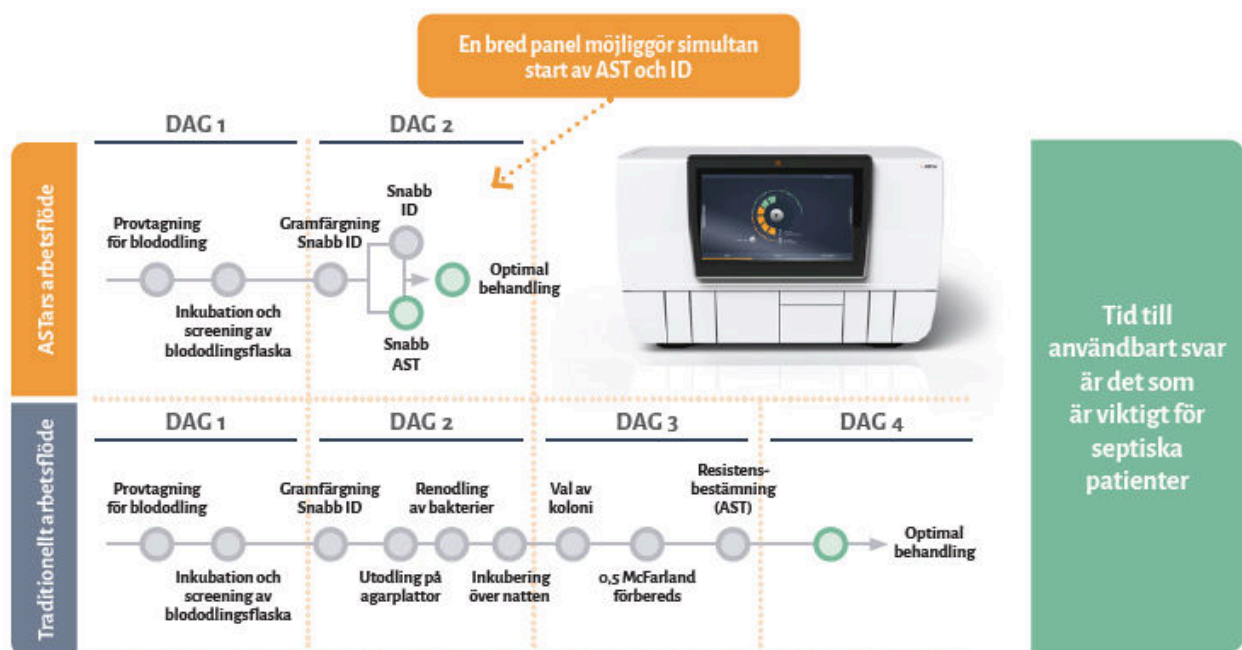 En bred panel möjliggör simultan
start av AST och ID
DAG 1
DAG 2
ASTars arbetsflöde
Provtagning
för blododling
Inkubation och
screening av
blododlingsflaska
Gramfärgning
Snabb ID
Snabb
ID
Snabb
AST
Optimal
behandling
Tid till
användbart svar
är det som
är viktigt för
septiska
patienter
DAG 1
DAG 2
DAG 3
DAG 4
Traditionellt arbetsflöde
Provtagning
för blododling
Inkubation och
screening av
blododlingsflaska
Gramfärgning
Snabb ID
Utodling på
agarplattor
Renodling
av bakterier
Inkubering
över natten
Val av
koloni
0,5 McFarland
förbereds
Resistens-
bestämning
(AST)
Optimal
behandling